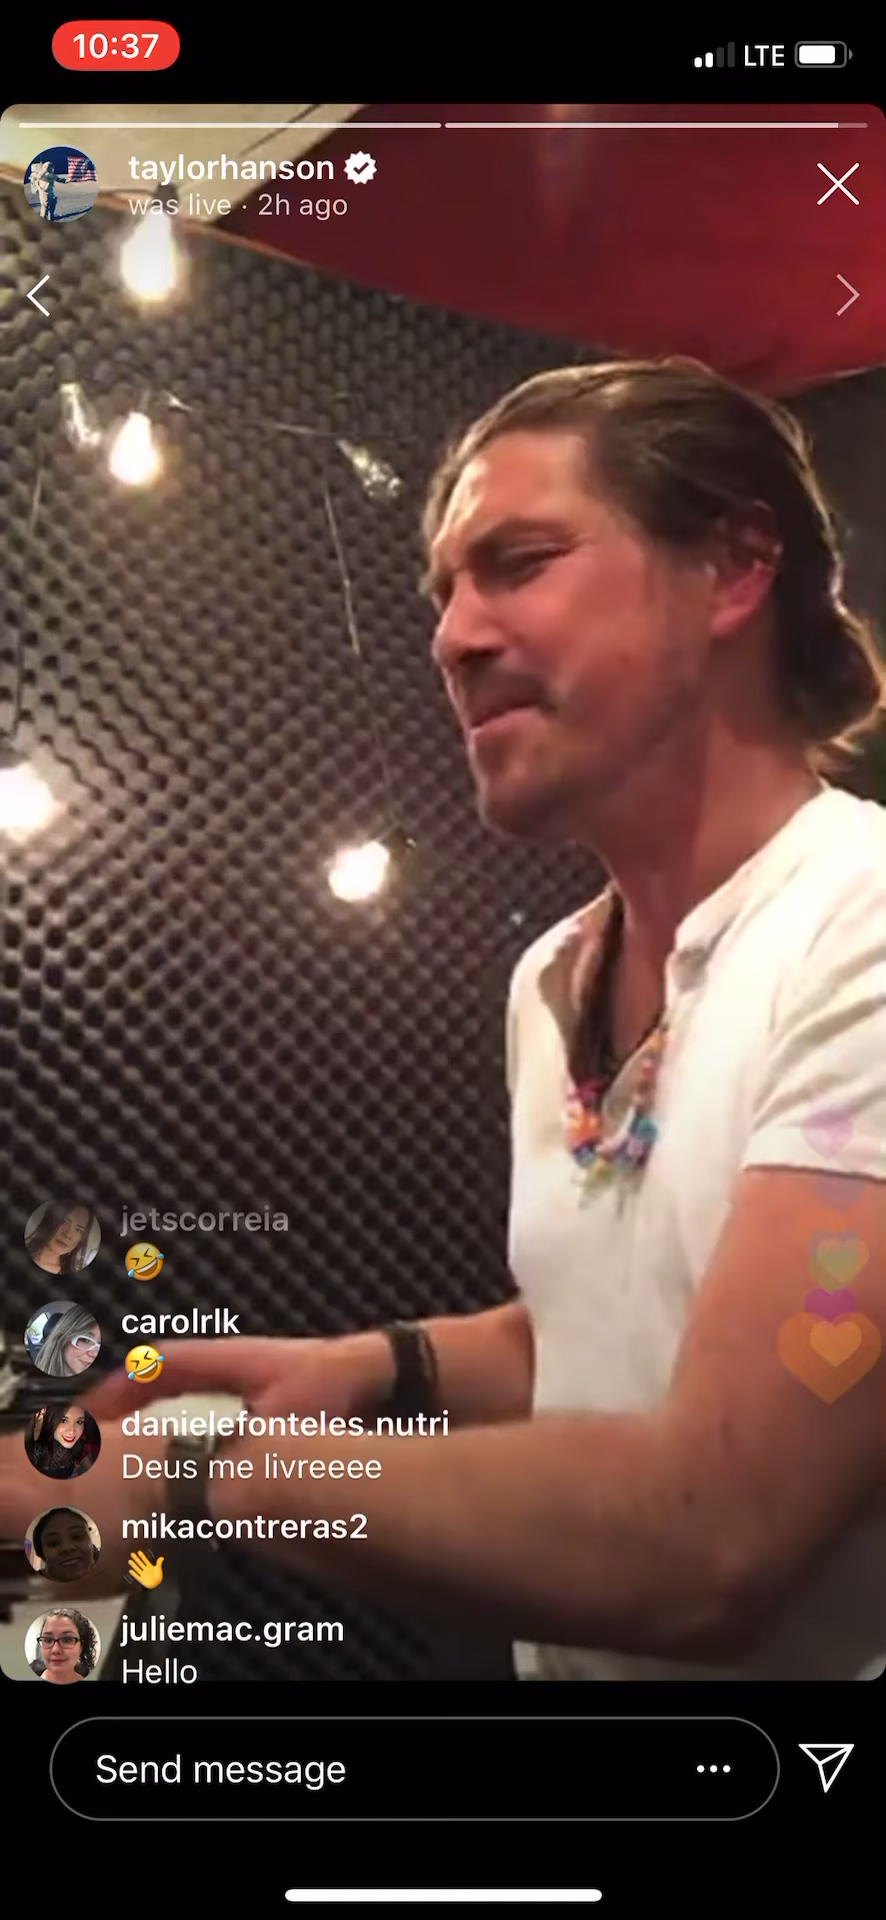 10:37
LTE
taylorhanson
was live · 2h ago
jetscorreia
🤣
carolrlk
🤣
danielefonteles.nutri
Deus me livreeee
mikacontreras2
👋
juliemac.gram
Hello
Send message